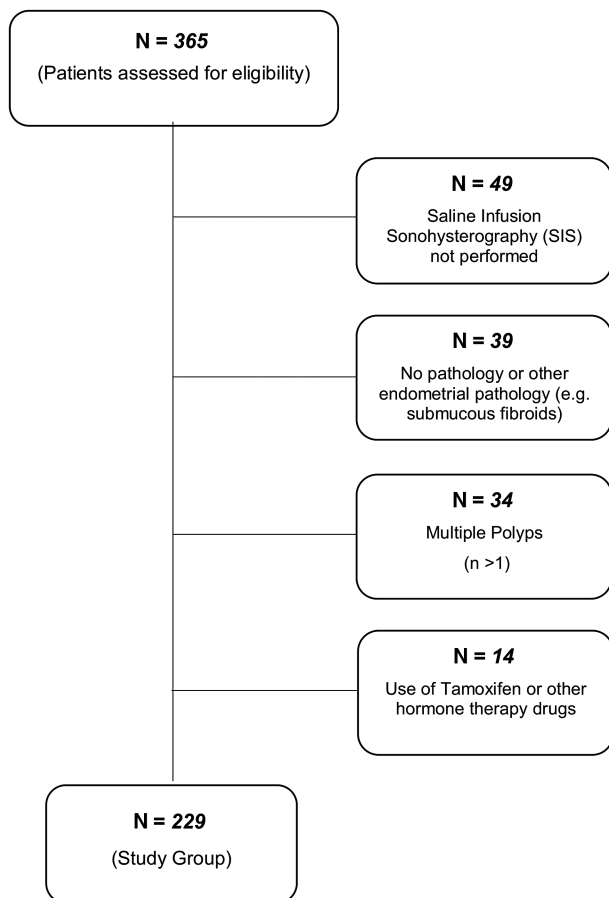 N = 365
(Patients assessed for eligibility)
N = 49
Saline Infusion
Sonohysterography (SIS)
not performed
N = 39
No pathology or other
endometrial pathology (e.g.
submucous fibroids)
N = 34
Multiple Polyps
(n >1)
N = 14
Use of Tamoxifen or other
hormone therapy drugs
N = 229
(Study Group)